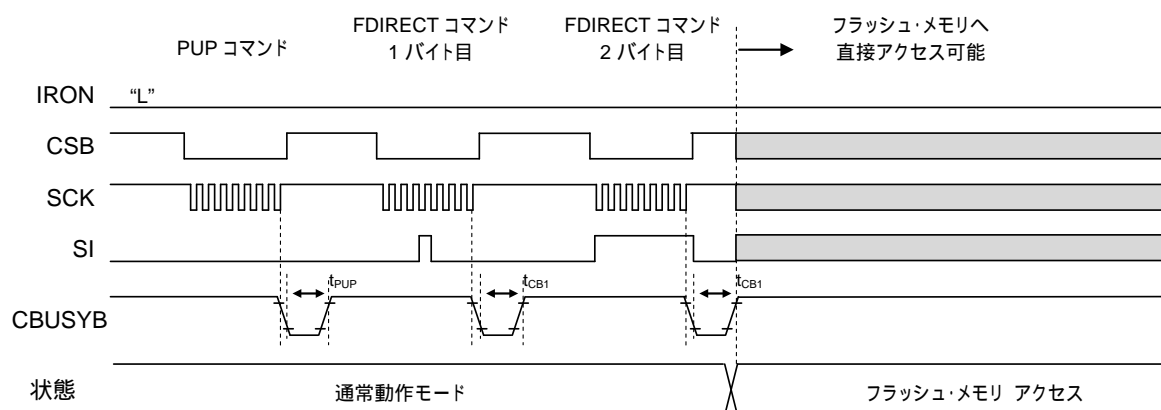 PUP コマンド
FDIRECT コマンド
1 バイト目
FDIRECT コマンド
2 バイト目
フラッシュ・メモリへ
直接アクセス可能
IRON
“L”
CSB
SCK
SI
tPUP
tCB1
tCB1
CBUSYB
状態
通常動作モード
フラッシュ・メモリ アクセス